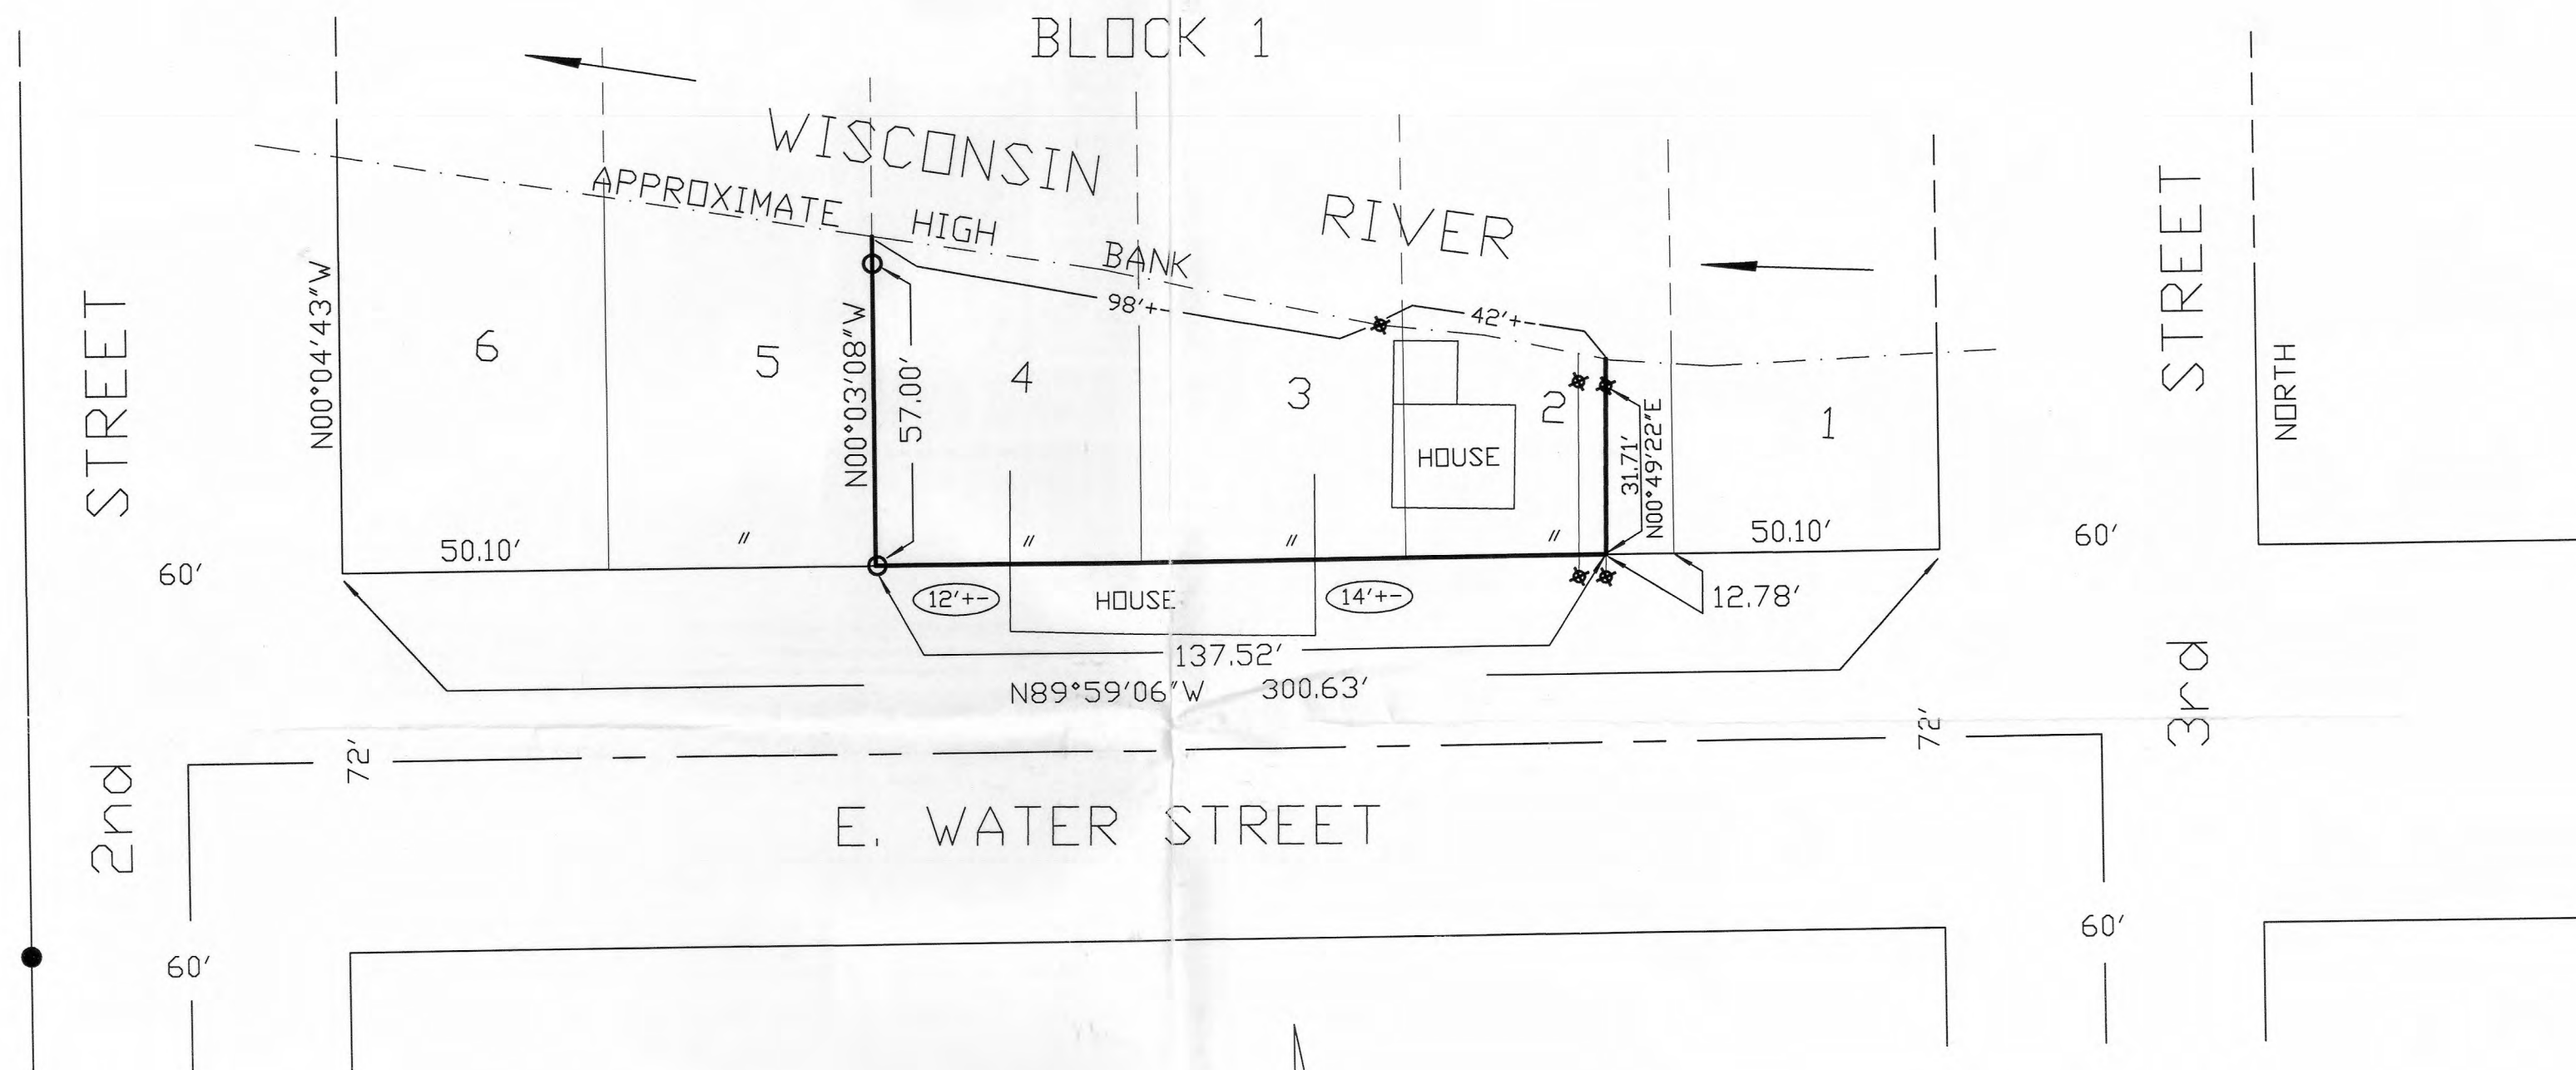 BLOCK 1
WISCONSIN
RIVER
APPROXIMATE HIGH BANK
98'+-
42'+-
STREET
2nd
60'
60'
N00°04'43"W
6
5
4
3
2
1
N00°03'08"W
57.00'
HOUSE
31.71'
N00°49'22"E
50.10'
"
"
"
"
50.10'
12'+-
HOUSE
14'+-
12.78'
137.52'
N89°59'06"W 300.63'
72'
72'
E. WATER STREET
STREET
3rd
NORTH
60'
60'